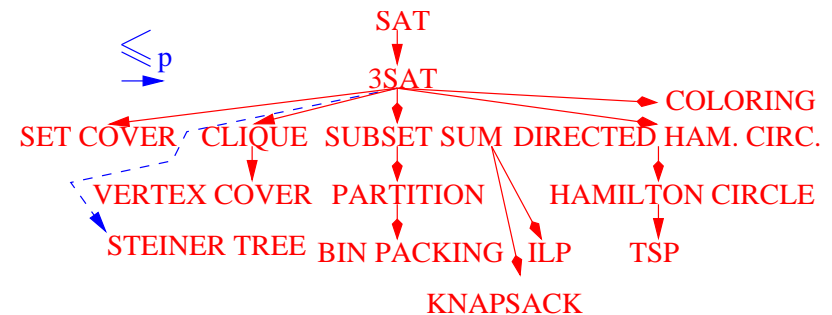 SAT
≤p
3SAT
COLORING
SET COVER CLIQUE SUBSET SUM DIRECTED HAM. CIRC.
VERTEX COVER PARTITION HAMILTON CIRCLE
STEINER TREE BIN PACKING ILP TSP
KNAPSACK